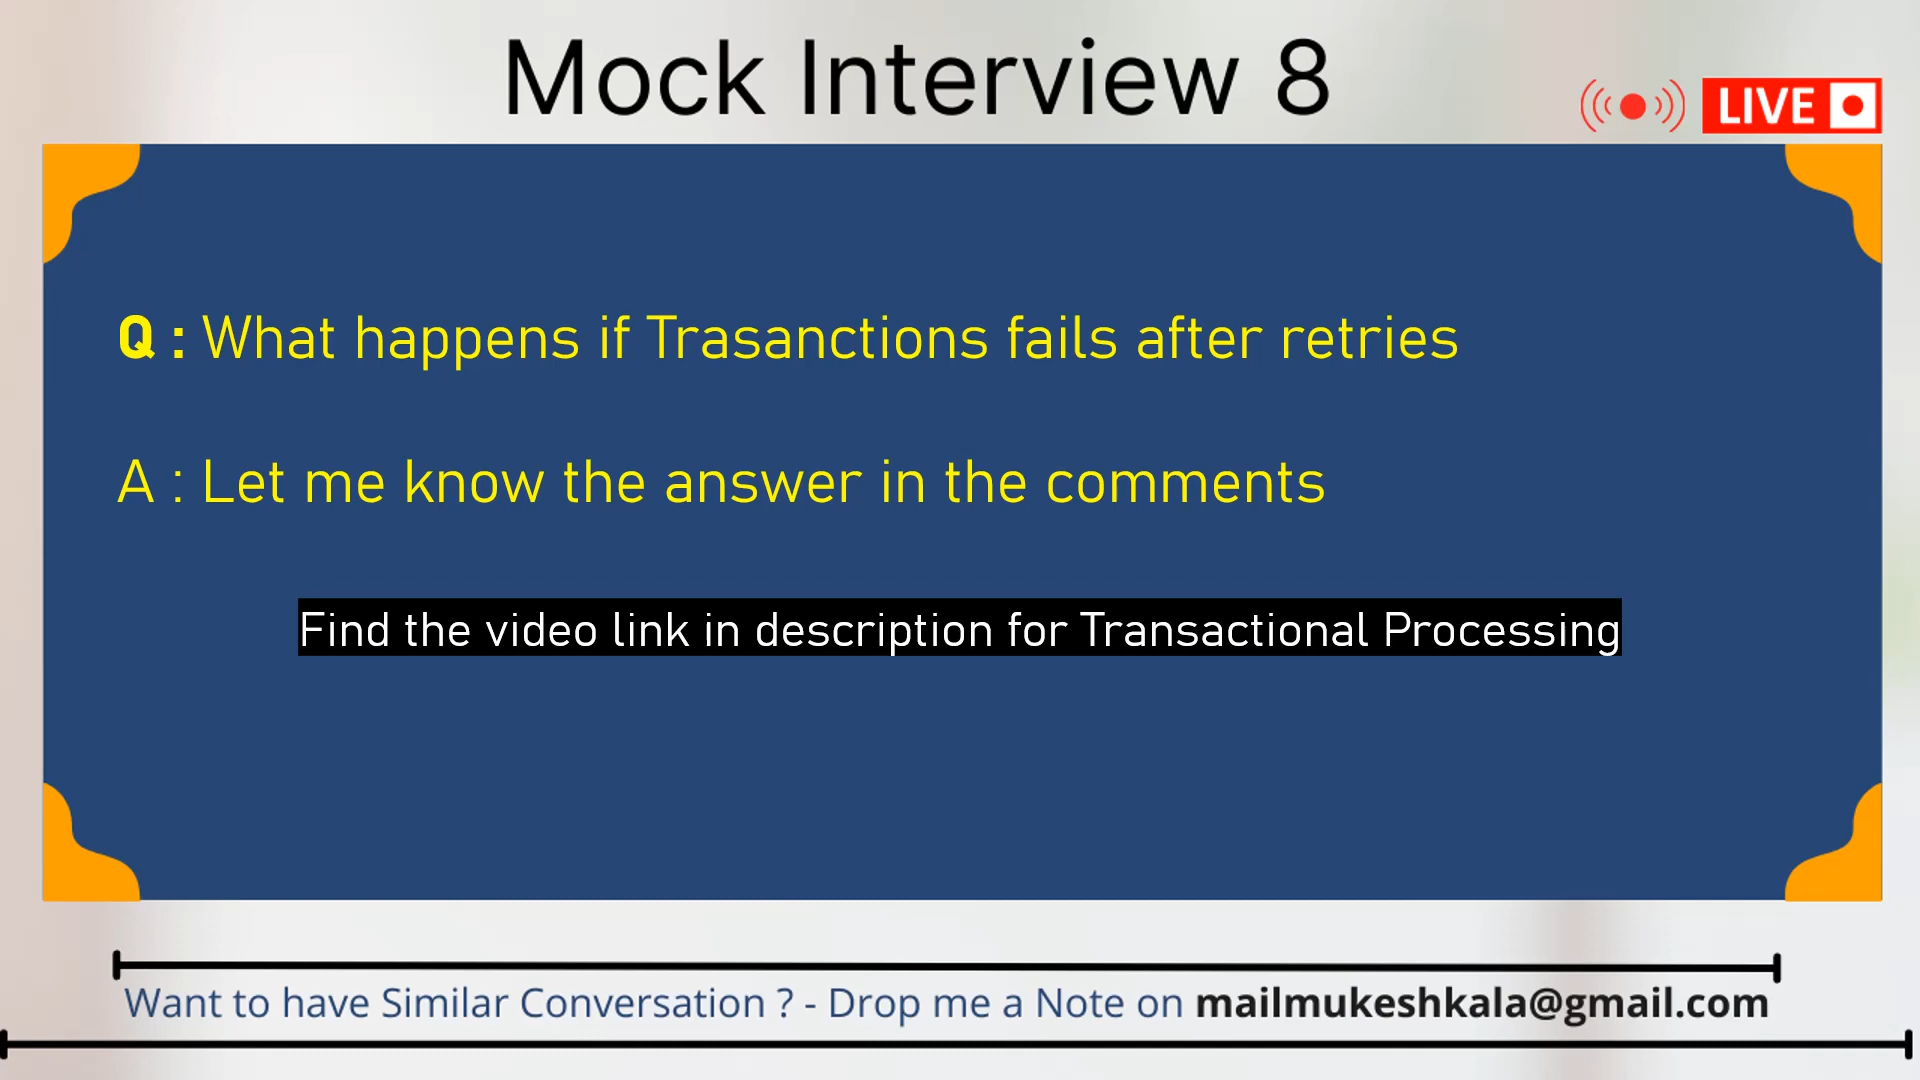 Mock Interview 8
LIVE
Q : What happens if Trasanctions fails after retries
A : Let me know the answer in the comments
Find the video link in description for Transactional Processing
Want to have Similar Conversation ? - Drop me a Note on mailmukeshkala@gmail.com